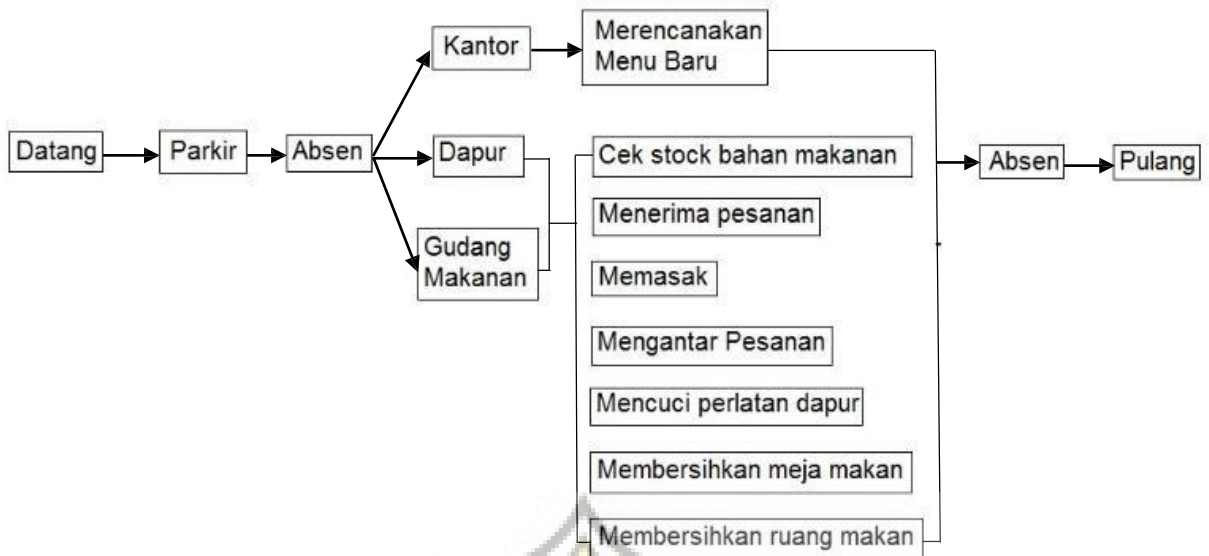 Datang
Parkir
Absen
Kantor
Merencanakan
Menu Baru
Dapur
Gudang
Makanan
Cek stock bahan makanan
Menerima pesanan
Memasak
Mengantar Pesanan
Mencuci perlatan dapur
Membersihkan meja makan
Membersihkan ruang makan
Absen
Pulang